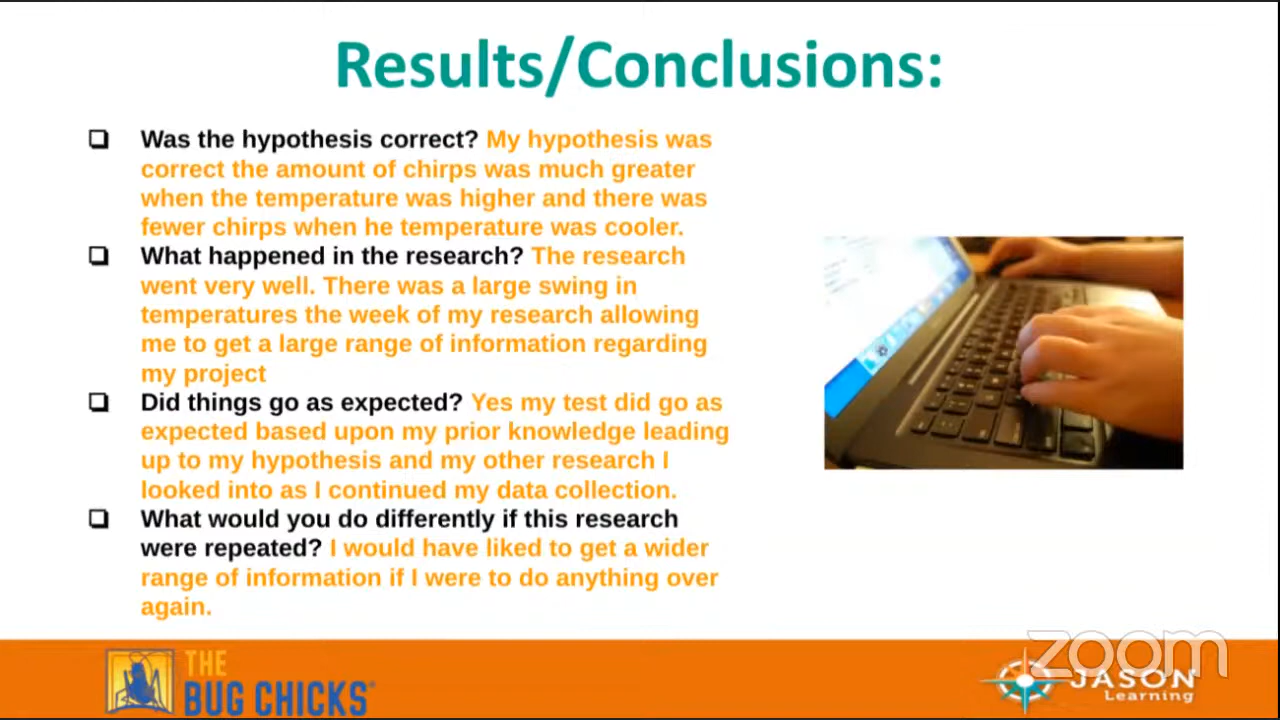 Results/Conclusions:
Was the hypothesis correct? My hypothesis was
correct the amount of chirps was much greater
when the temperature was higher and there was
fewer chirps when he temperature was cooler.
What happened in the research? The research
went very well. There was a large swing in
temperatures the week of my research allowing
me to get a large range of information regarding
my project
Did things go as expected? Yes my test did go as
expected based upon my prior knowledge leading
up to my hypothesis and my other research I
looked into as I continued my data collection.
What would you do differently if this research
were repeated? I would have liked to get a wider
range of information if I were to do anything over
again.
THE
BUG CHICKS
zoom
JASON
Learning